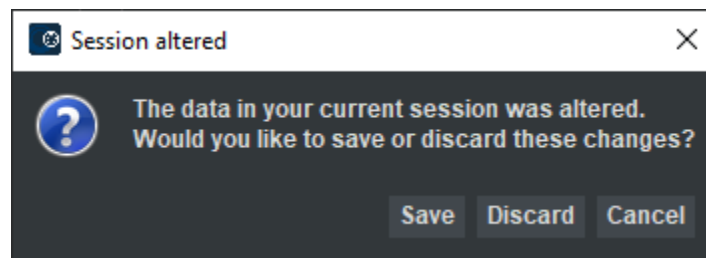 Session altered
The data in your current session was altered.
Would you like to save or discard these changes?
Save Discard Cancel